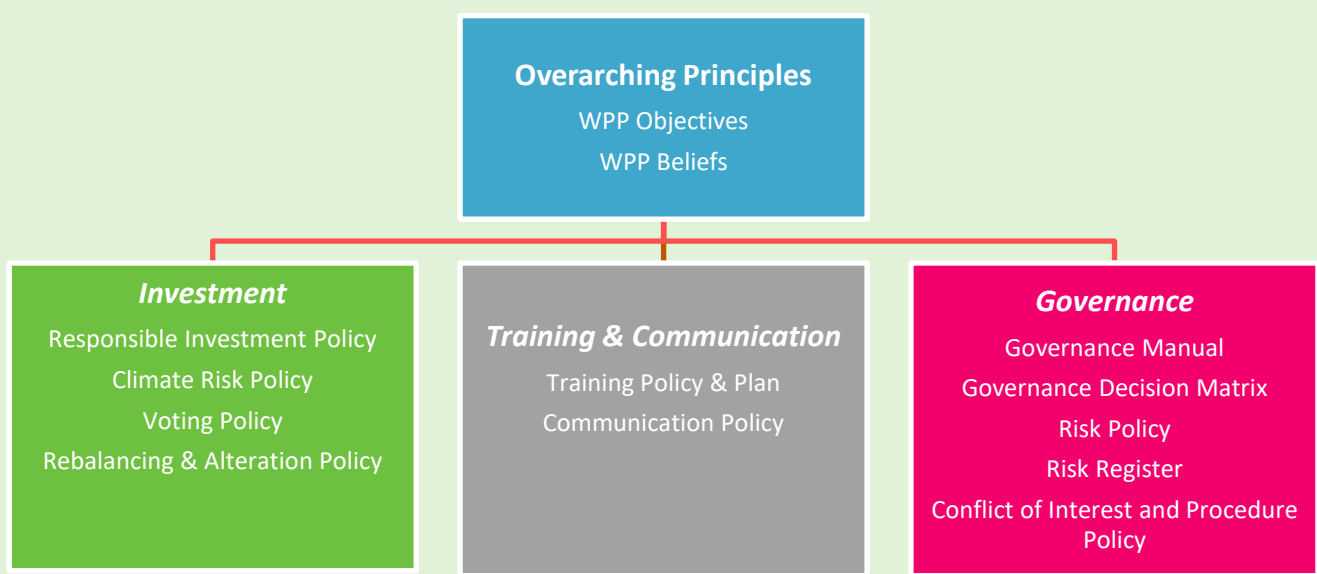 Overarching Principles
WPP Objectives
WPP Beliefs
Investment
Responsible Investment Policy
Climate Risk Policy
Voting Policy
Rebalancing & Alteration Policy
Training & Communication
Training Policy & Plan
Communication Policy
Governance
Governance Manual
Governance Decision Matrix
Risk Policy
Risk Register
Conflict of Interest and Procedure
Policy